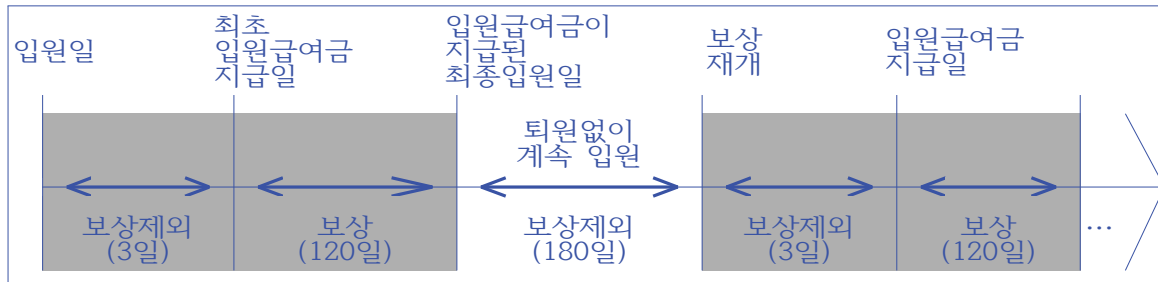 입원일
최초
입원급여금
지급일
입원급여금이
지급된
최종입원일
보상
재개
입원급여금
지급일
퇴원없이
계속 입원
보상제외
(3일)
보상
(120일)
보상제외
(180일)
보상제외
(3일)
보상
(120일)
...